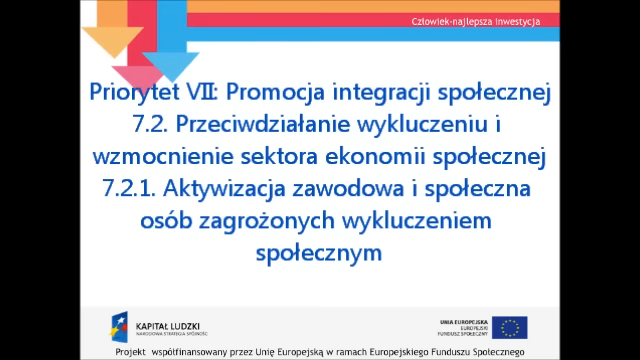 Człowiek-najlepsza inwestycja
Priorytet VII: Promocja integracji społecznej
7.2. Przeciwdziałanie wykluczeniu i
wzmocnienie sektora ekonomii społecznej
7.2.1. Aktywizacja zawodowa i społeczna
osób zagrożonych wykluczeniem
społecznym
KAPITAŁ LUDZKI
NARODOWA STRATEGIA SPÓJNOŚCI
UNIA EUROPEJSKA
EUROPEJSKI
FUNDUSZ SPOŁECZNY
Projekt współfinansowany przez Unię Europejską w ramach Europejskiego Funduszu Społecznego